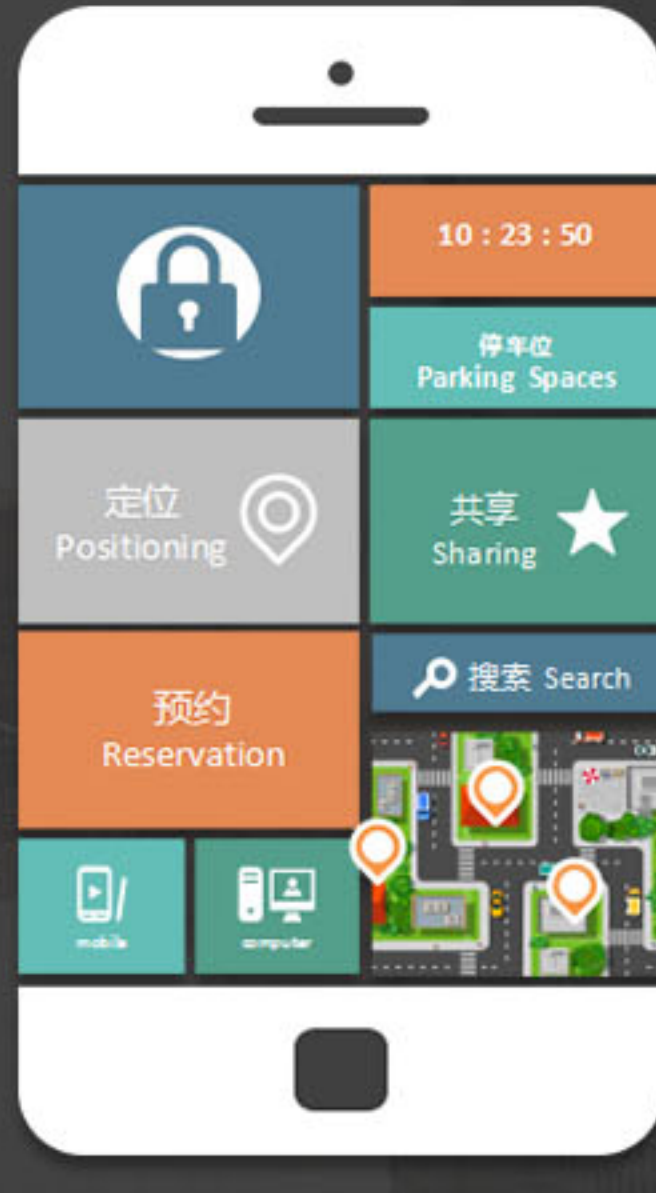 10 : 23 : 50
停车位
Parking Spaces
定位
Positioning
共享
Sharing
预约
Reservation
搜索 Search
mobile
computer